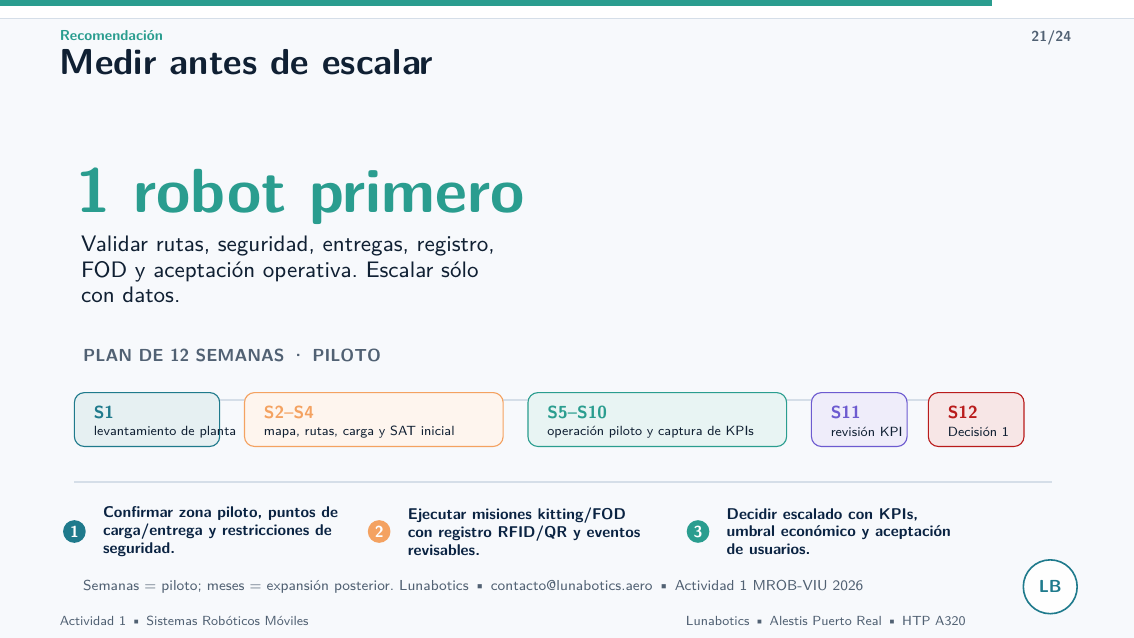 Recomendación
21/24
Medir antes de escalar
1 robot primero
Validar rutas, seguridad, entregas, registro,
FOD y aceptación operativa. Escalar sólo
con datos.
PLAN DE 12 SEMANAS · PILOTO
S1
levantamiento de planta
S2–S4
mapa, rutas, carga y SAT inicial
S5–S10
operación piloto y captura de KPIs
S11
revisión KPI
S12
Decisión 1
1
Confirmar zona piloto, puntos de
carga/entrega y restricciones de
seguridad.
2
Ejecutar misiones kitting/FOD
con registro RFID/QR y eventos
revisables.
3
Decidir escalado con KPIs,
umbral económico y aceptación
de usuarios.
Semanas = piloto; meses = expansión posterior. Lunabotics ▪ contacto@lunabotics.aero ▪ Actividad 1 MROB-VIU 2026
LB
Actividad 1 ▪ Sistemas Robóticos Móviles
Lunabotics ▪ Alestis Puerto Real ▪ HTP A320